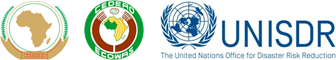 CEDEAO
ECOWAS
UNISDR
The United Nations Office for Disaster Risk Reduction